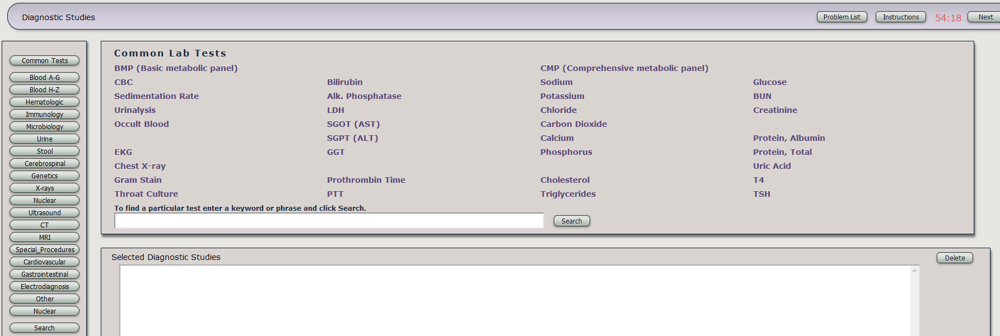 Diagnostic Studies
Problem List
Instructions
54:18
Next
Common Tests
Blood A-G
Blood H-Z
Hematologic
Immunology
Microbiology
Urine
Stool
Cerebrospinal
Genetics
X-rays
Nuclear
Ultrasound
CT
MRI
Special_Procedures
Cardiovascular
Gastrointestinal
Electrodiagnosis
Other
Nuclear
Search
Common Lab Tests
BMP (Basic metabolic panel) CMP (Comprehensive metabolic panel)
CBC Bilirubin Sodium Glucose
Sedimentation Rate Alk. Phosphatase Potassium BUN
Urinalysis LDH Chloride Creatinine
Occult Blood SGOT (AST) Carbon Dioxide
SGPT (ALT) Calcium Protein, Albumin
EKG GGT Phosphorus Protein, Total
Chest X-ray Uric Acid
Gram Stain Prothrombin Time Cholesterol T4
Throat Culture PTT Triglycerides TSH
To find a particular test enter a keyword or phrase and click Search.
Search
Selected Diagnostic Studies
Delete